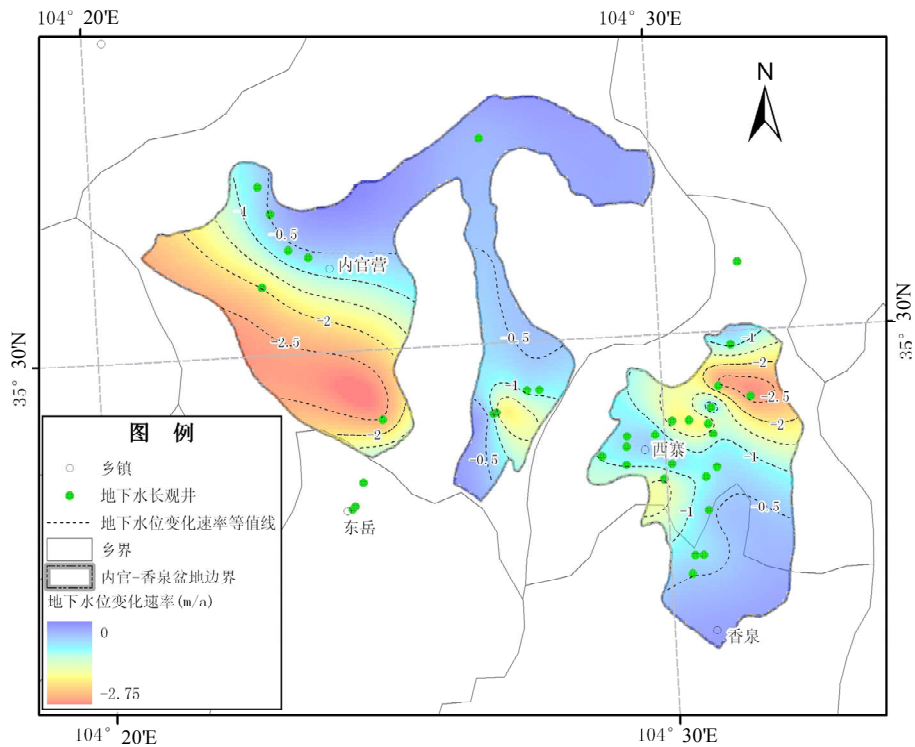 104° 20'E
104° 30'E
N
-1
-0.5
内官营
-2
-2.5
-2
35° 30'N
35° 30'N
-0.5
-1
-0.5
-1
-2
-2.5
-2
-1
西寨
-1
-0.5
东岳
香泉
图 例
乡镇
地下水长观井
地下水位变化速率等值线
乡界
内官-香泉盆地边界
地下水位变化速率(m/a)
0
-2.75
104° 20'E
104° 30'E